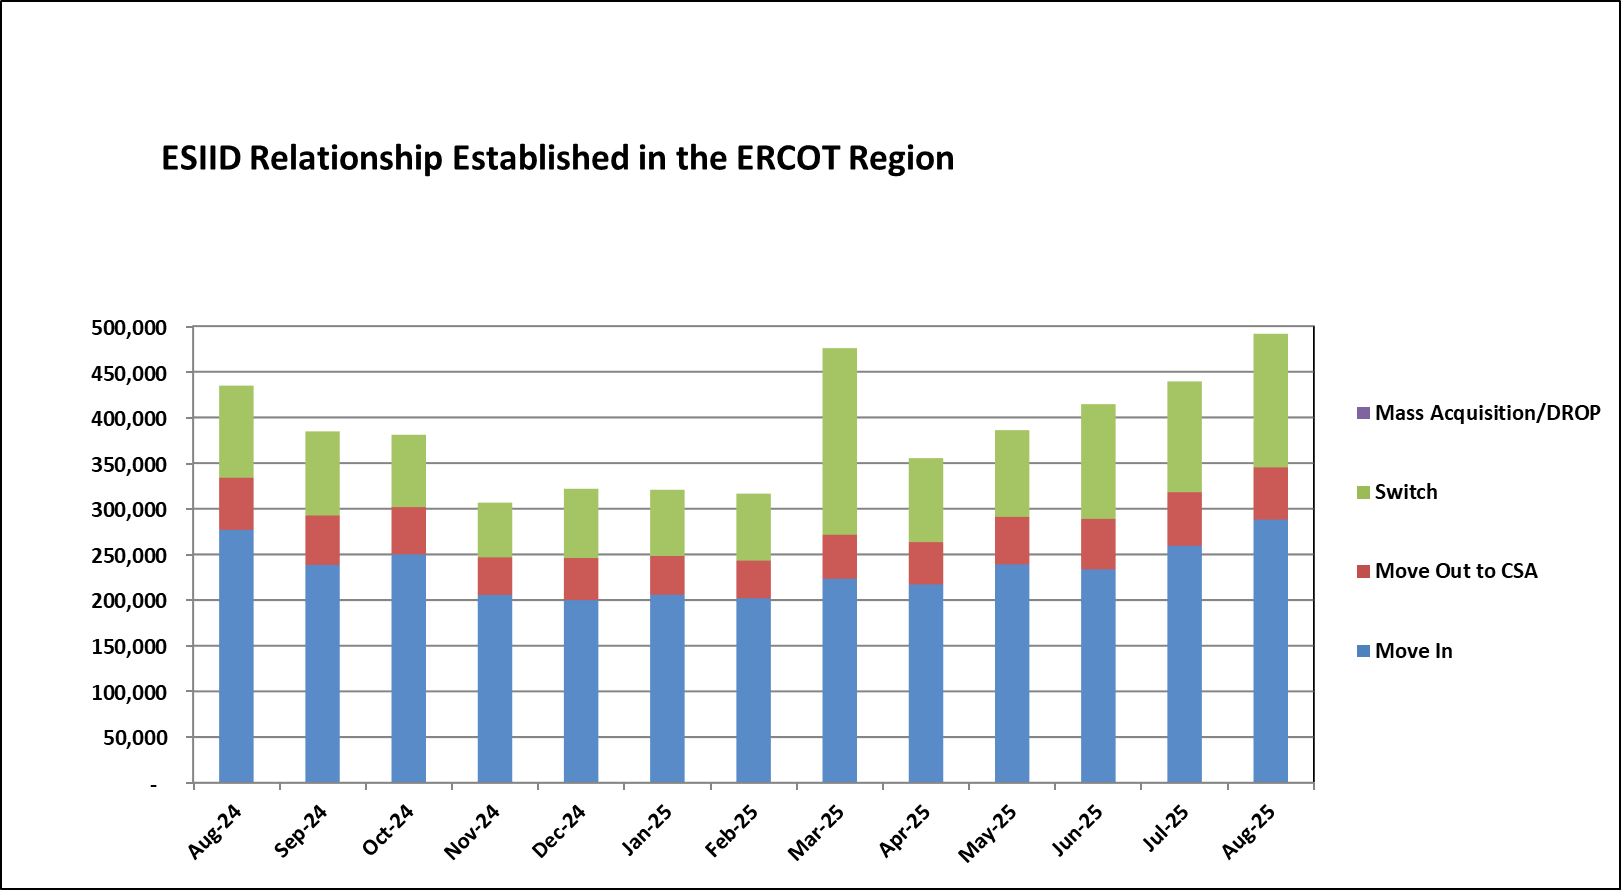 ESIID Relationship Established in the ERCOT Region
500,000
450,000
400,000
350,000
300,000
250,000
200,000
150,000
100,000
50,000
-
Aug-24
Sep-24
Oct-24
Nov-24
Dec-24
Jan-25
Feb-25
Mar-25
Apr-25
May-25
Jun-25
Jul-25
Aug-25
Mass Acquisition/DROP
Switch
Move Out to CSA
Move In